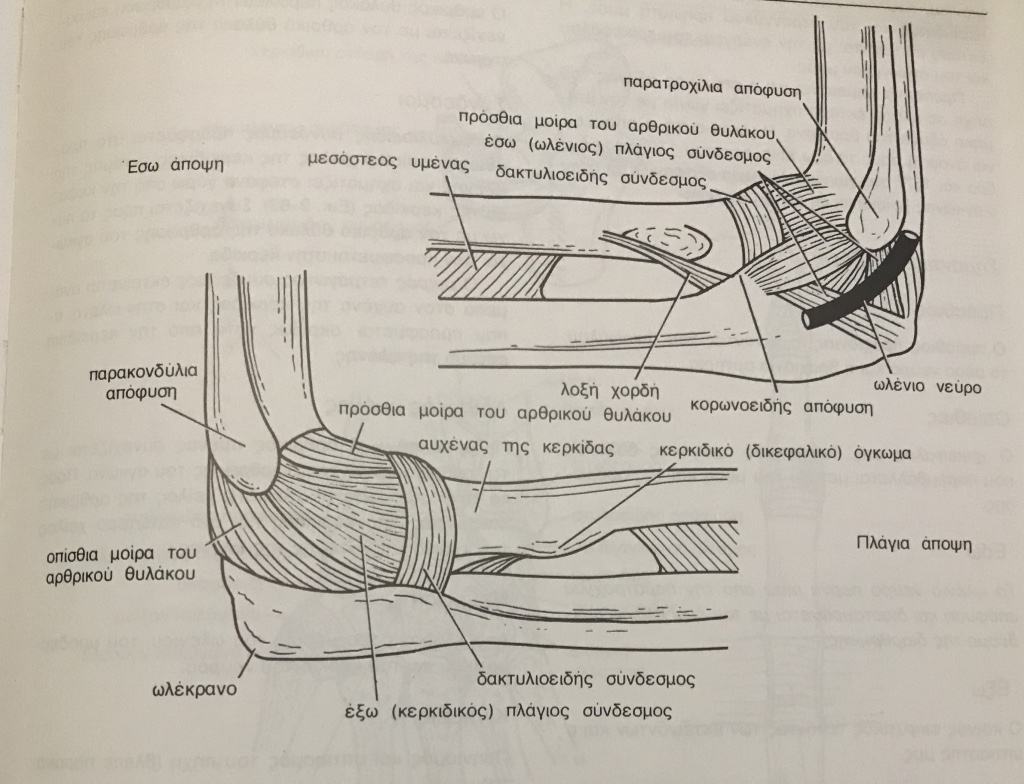 παρατροχίλια απόφυση
πρόσθια μοίρα του αρθρικού θυλάκου
έσω (ωλένιος) πλάγιος σύνδεσμος
Έσω άποψη
μεσόστεος υμένας
δακτυλιοειδής σύνδεσμος
λοξή χορδή
κορωνοειδής απόφυση
ωλένιο νεύρο
παρακονδύλια
απόφυση
πρόσθια μοίρα του αρθρικού θυλάκου
αυχένας της κερκίδας
κερκιδικό (δικεφαλικό) όγκωμα
Πλάγια άποψη
οπίσθια μοίρα του
αρθρικού θυλάκου
ωλέκρανο
δακτυλιοειδής σύνδεσμος
έξω (κερκιδικός) πλάγιος σύνδεσμος